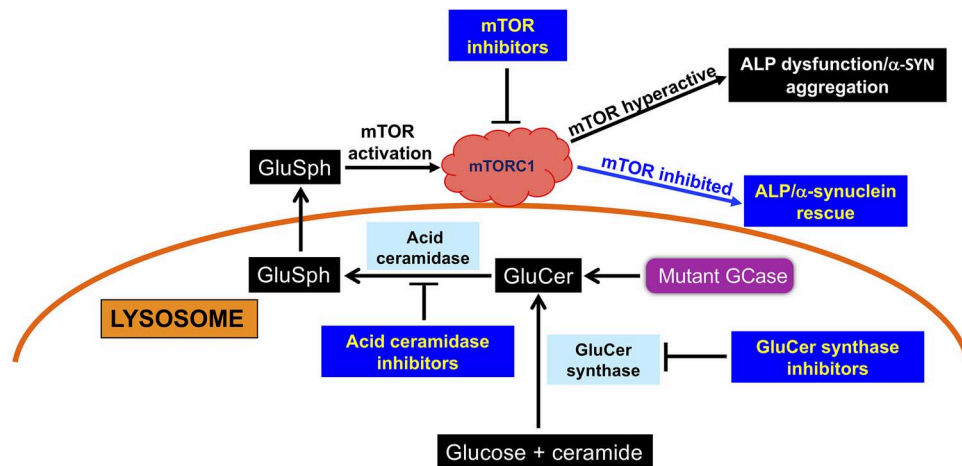 mTOR
inhibitors
ALP dysfunction/α-SYN
aggregation
mTOR hyperactive
mTOR
activation
GluSph
mTORC1
mTOR inhibited
ALP/α-synuclein
rescue
Acid
ceramidase
GluSph
GluCer
Mutant GCase
LYSOSOME
Acid ceramidase
inhibitors
GluCer
synthase
GluCer synthase
inhibitors
Glucose + ceramide